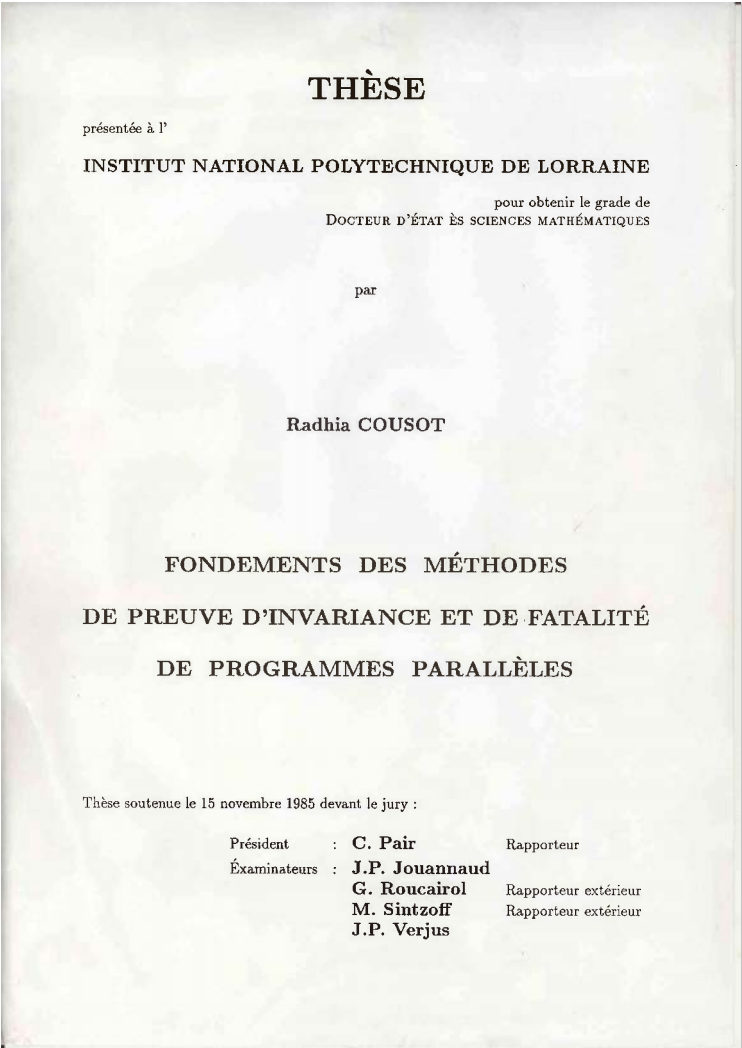 THÈSE
présentée à l'
INSTITUT NATIONAL POLYTECHNIQUE DE LORRAINE
pour obtenir le grade de
DOCTEUR D'ÉTAT ÈS SCIENCES MATHÉMATIQUES
par
Radhia COUSOT
FONDEMENTS DES MÉTHODES
DE PREUVE D'INVARIANCE ET DE FATALITÉ
DE PROGRAMMES PARALLÈLES
Thèse soutenue le 15 novembre 1985 devant le jury :
Président : C. Pair Rapporteur
Éxaminateurs : J.P. Jouannaud
G. Roucairol Rapporteur extérieur
M. Sintzoff Rapporteur extérieur
J.P. Verjus